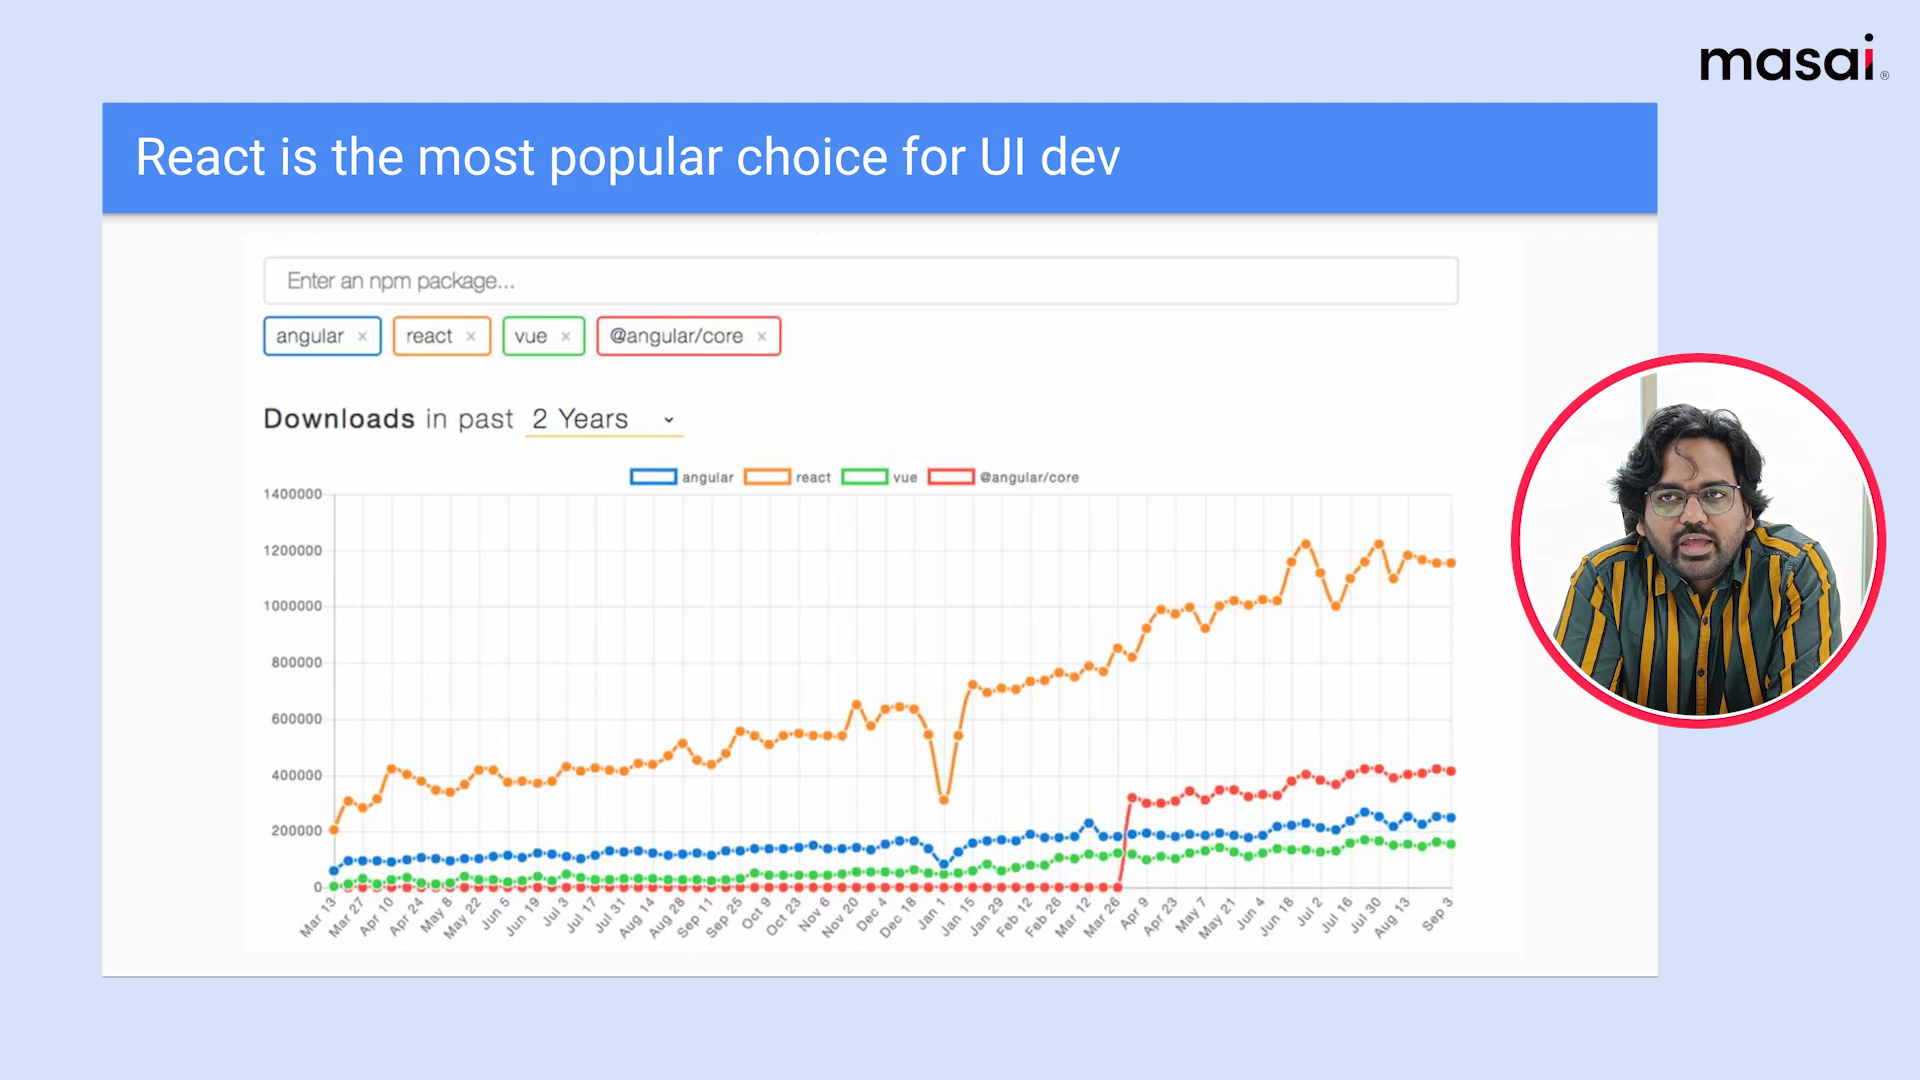 masai®
React is the most popular choice for UI dev
Enter an npm package...
angular × react × vue × @angular/core ×
Downloads in past 2 Years
angular react vue @angular/core
1400000
1200000
1000000
800000
600000
400000
200000
0
Mar 13 Mar 27 Apr 10 Apr 24 May 8 May 22 Jun 5 Jun 19 Jul 3 Jul 17 Jul 31 Aug 14 Aug 28 Sep 11 Sep 25 Oct 9 Oct 23 Nov 6 Nov 20 Dec 4 Dec 18 Jan 1 Jan 15 Jan 29 Feb 12 Feb 26 Mar 12 Mar 26 Apr 9 Apr 23 May 7 May 21 Jun 4 Jun 18 Jul 2 Jul 16 Jul 30 Aug 13 Sep 3